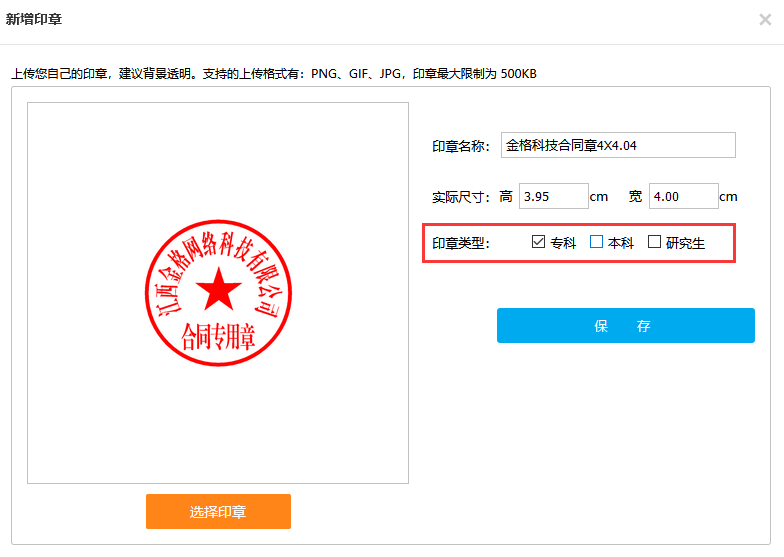 新增印章
上传您自己的印章，建议背景透明。支持的上传格式有：PNG、GIF、JPG，印章最大限制为 500KB
江西金格网络科技有限公司
合同专用章
选择印章
印章名称： 金格科技合同章4X4.04
实际尺寸： 高 3.95 cm 宽 4.00 cm
印章类型： 专科 本科 研究生
保 存